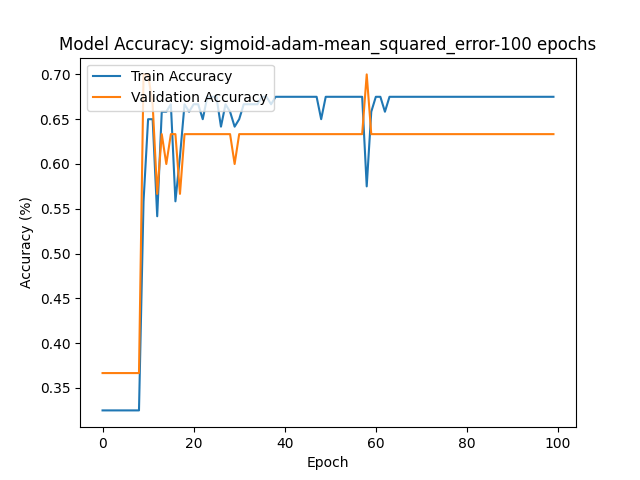 Model Accuracy: sigmoid-adam-mean_squared_error-100 epochs
Train Accuracy
Validation Accuracy
0.70
0.65
0.60
0.55
0.50
0.45
0.40
0.35
Accuracy (%)
0 20 40 60 80 100
Epoch